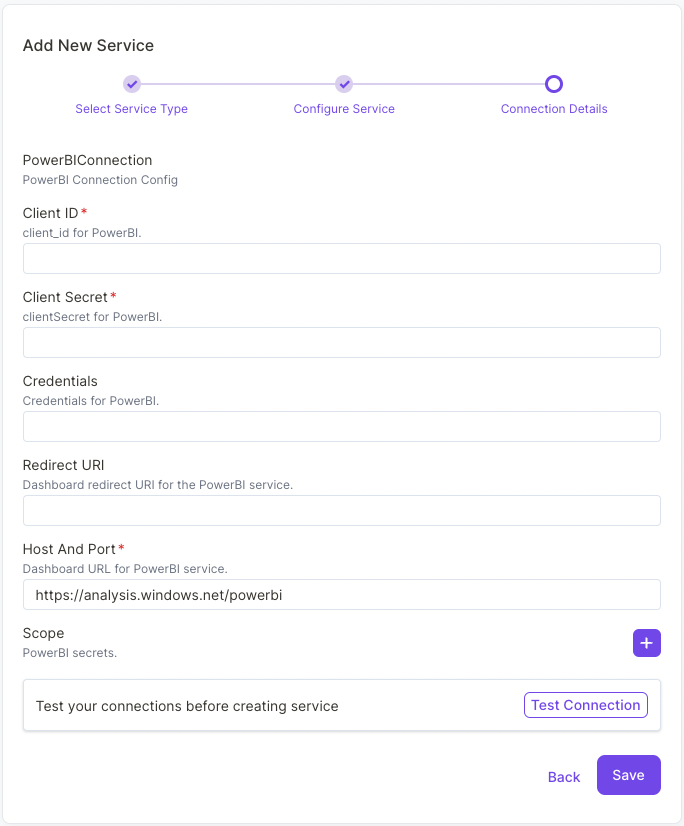 Add New Service
Select Service Type
Configure Service
Connection Details
PowerBIConnection
PowerBI Connection Config
Client ID*
client_id for PowerBI.
Client Secret*
clientSecret for PowerBI.
Credentials
Credentials for PowerBI.
Redirect URI
Dashboard redirect URI for the PowerBI service.
Host And Port*
Dashboard URL for PowerBI service.
https://analysis.windows.net/powerbi
Scope
PowerBI secrets.
+
Test your connections before creating service
Test Connection
Back
Save